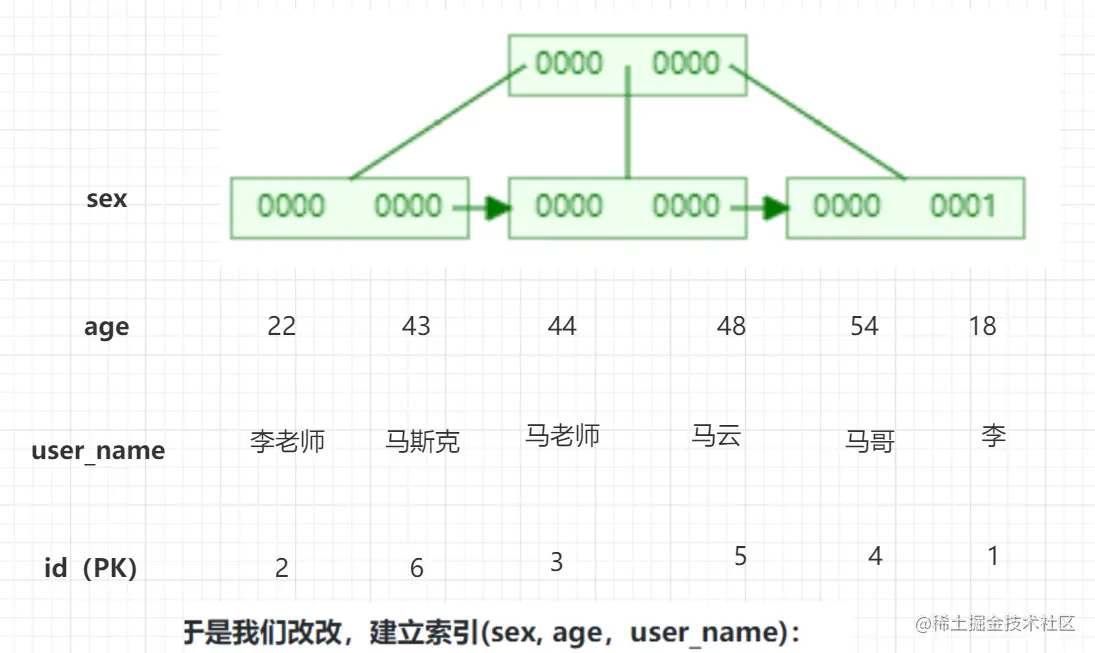 0000 0000
sex 0000 0000 0000 0000 0000 0001
age 22 43 44 48 54 18
user_name 李老师 马斯克 马老师 马云 马哥 李
id（PK） 2 6 3 5 4 1
于是我们改改，建立索引(sex, age，user_name)：
@稀土掘金技术社区